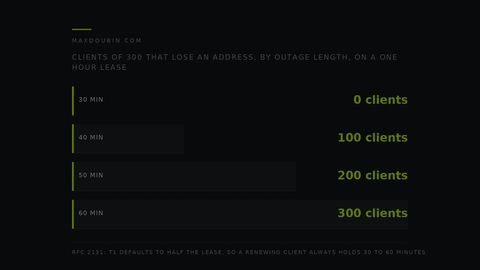 MAXDOURIN.COM
CLIENTS OF 300 THAT LOSE AN ADDRESS, BY OUTAGE LENGTH, ON A ONE
HOUR LEASE
30 MIN 0 clients
40 MIN 100 clients
50 MIN 200 clients
60 MIN 300 clients
RFC 2131: T1 DEFAULTS TO HALF THE LEASE, SO A RENEWING CLIENT ALWAYS HOLDS 30 TO 60 MINUTES